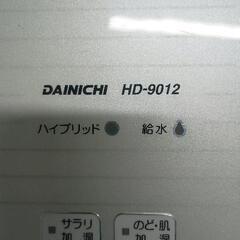 DAINICHI HD-9012
ハイブリッド 給水
サラリ のど・肌
加湿 加湿